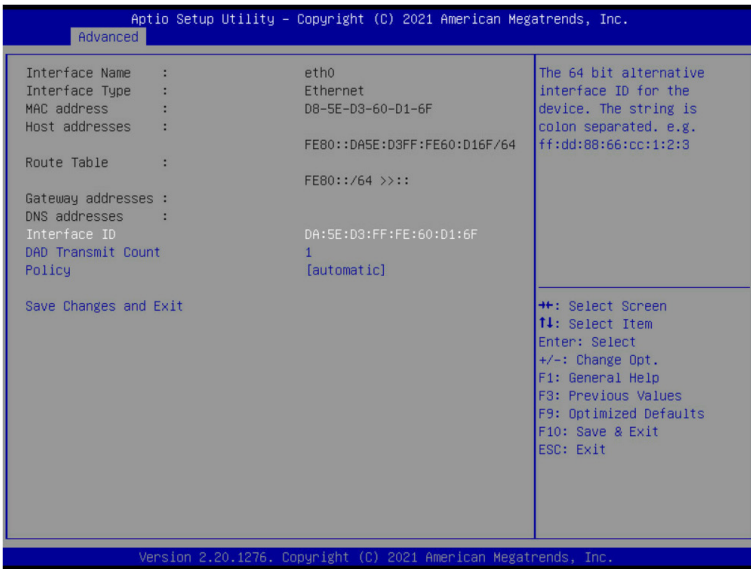 Aptio Setup Utility – Copyright (C) 2021 American Megatrends, Inc.
Advanced
Interface Name : eth0
Interface Type : Ethernet
MAC address : D8-5E-D3-60-D1-6F
Host addresses :
FE80::DA5E:D3FF:FE60:D16F/64
Route Table :
FE80::/64 >>::
Gateway addresses :
DNS addresses :
Interface ID DA:5E:D3:FF:FE:60:D1:6F
DAD Transmit Count 1
Policy [automatic]
Save Changes and Exit
The 64 bit alternative
interface ID for the
device. The string is
colon separated. e.g.
ff:dd:88:66:cc:1:2:3
→←: Select Screen
↑↓: Select Item
Enter: Select
+/-: Change Opt.
F1: General Help
F3: Previous Values
F9: Optimized Defaults
F10: Save & Exit
ESC: Exit
Version 2.20.1276. Copyright (C) 2021 American Megatrends, Inc.